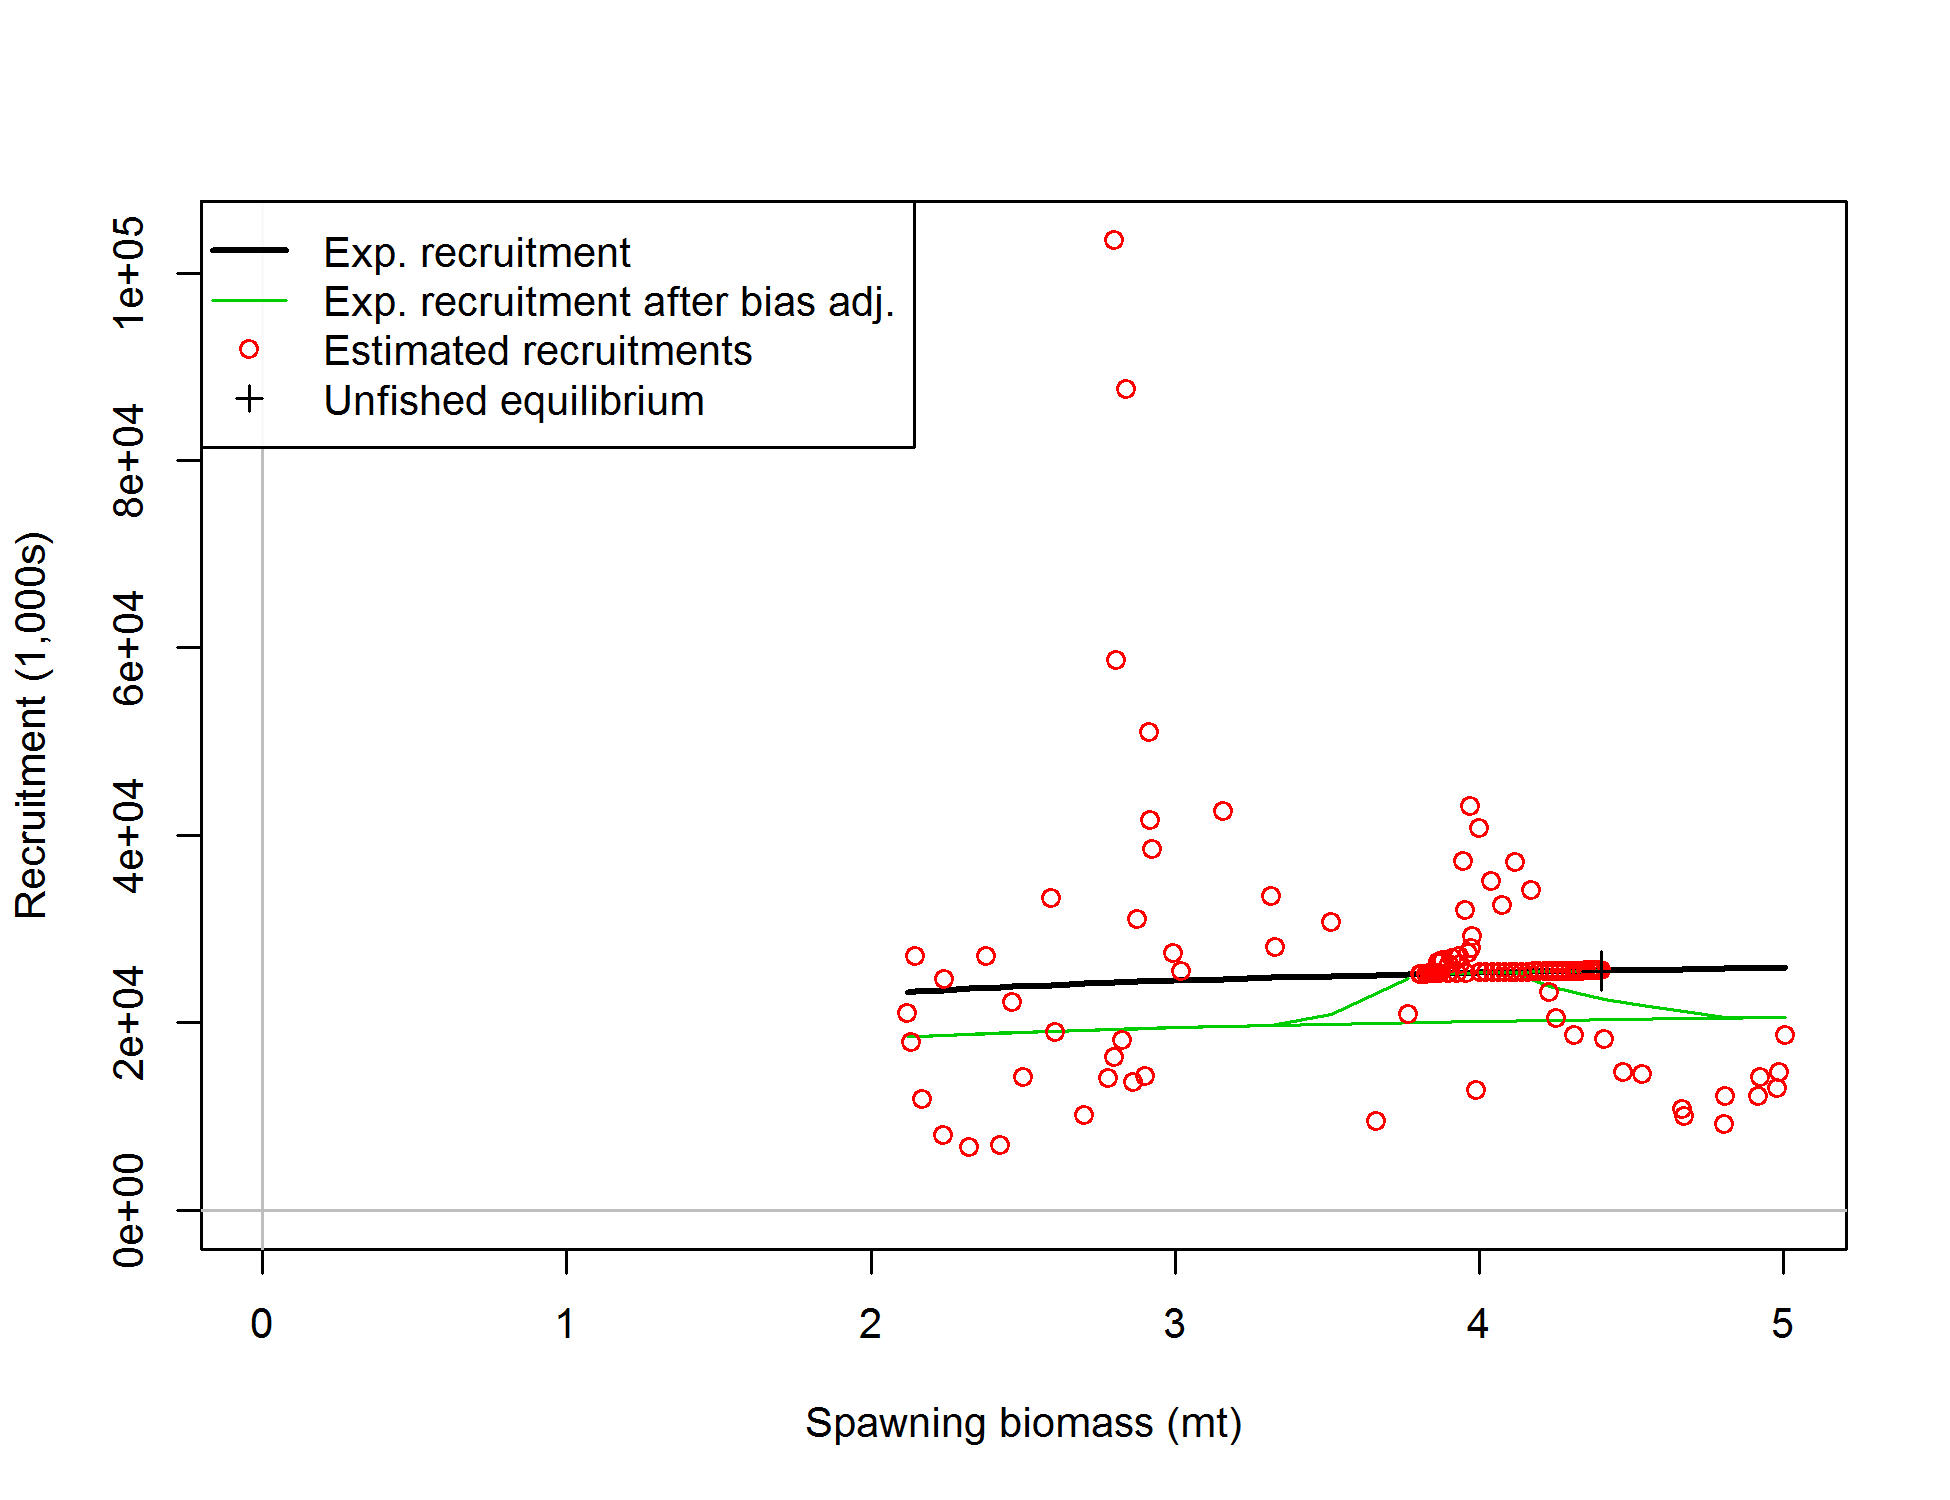 Exp. recruitment
Exp. recruitment after bias adj.
Estimated recruitments
Unfished equilibrium
Recruitment (1,000s)
1e+05
8e+04
6e+04
4e+04
2e+04
0e+00
0 1 2 3 4 5
Spawning biomass (mt)